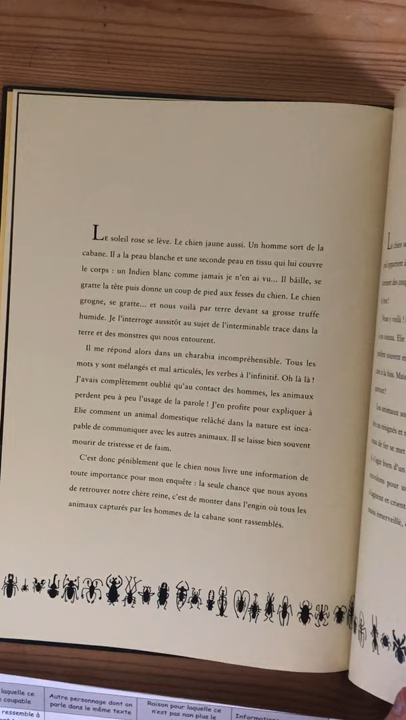 LE soleil rose se lève. Le chien jaune aussi. Un homme sort de la
cabane. Il a la peau blanche et une seconde peau en tissu qui lui couvre
le corps : un Indien blanc comme jamais je n'en ai vu... Il bâille, se
gratte la tête puis donne un coup de pied aux fesses du chien. Le chien
grogne, se gratte... et nous voilà par terre devant sa grosse truffe
humide. Je l'interroge aussitôt au sujet de l'interminable trace dans la
terre et des monstres qui nous entourent.
Il me répond alors dans un charabia incompréhensible. Tous les
mots y sont mélangés et mal articulés, les verbes à l'infinitif. Oh là là !
J'avais complètement oublié qu'au contact des hommes, les animaux
perdent peu à peu l'usage de la parole ! J'en profite pour expliquer à
Elie comment un animal domestique relâché dans la nature est inca-
pable de communiquer avec les autres animaux. Il se laisse bien souvent
mourir de tristesse et de faim.
C'est donc péniblement que le chien nous livre une information de
toute importance pour mon enquête : la seule chance que nous ayons
de retrouver notre chère reine, c'est de monter dans l'engin où tous les
animaux capturés par les hommes de la cabane sont rassemblés.
laquelle ce
coupable
ressemble à
Autre personnage dont on
parle dans le même texte
Raison pour laquelle ce
n'est pas non plus le